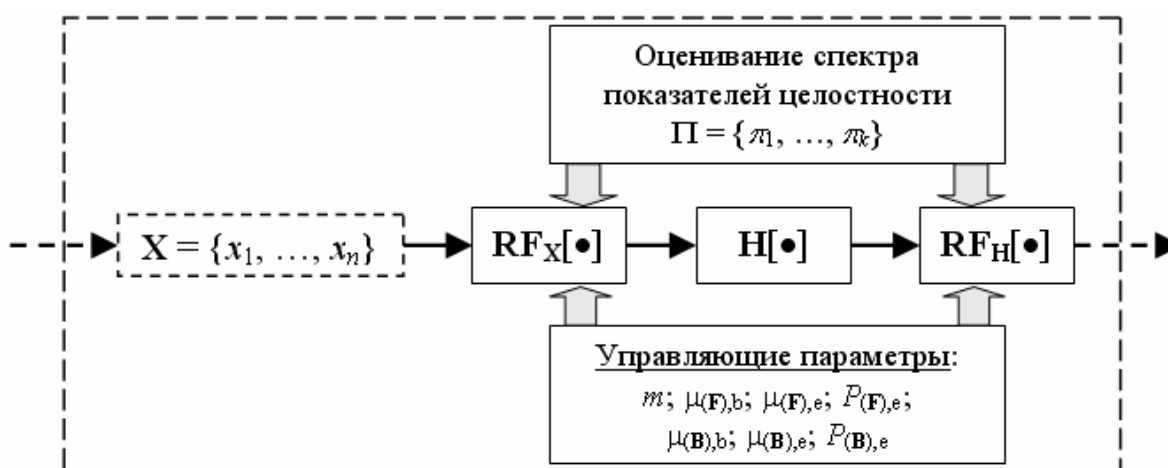 Оценивание спектра
показателей целостности
Π = {π1, …, πk}
X = {x1, …, xn}
RFX[•]
H[•]
RFH[•]
Управляющие параметры:
m; μ(F),b; μ(F),e; P(F),e;
μ(B),b; μ(B),e; P(B),e